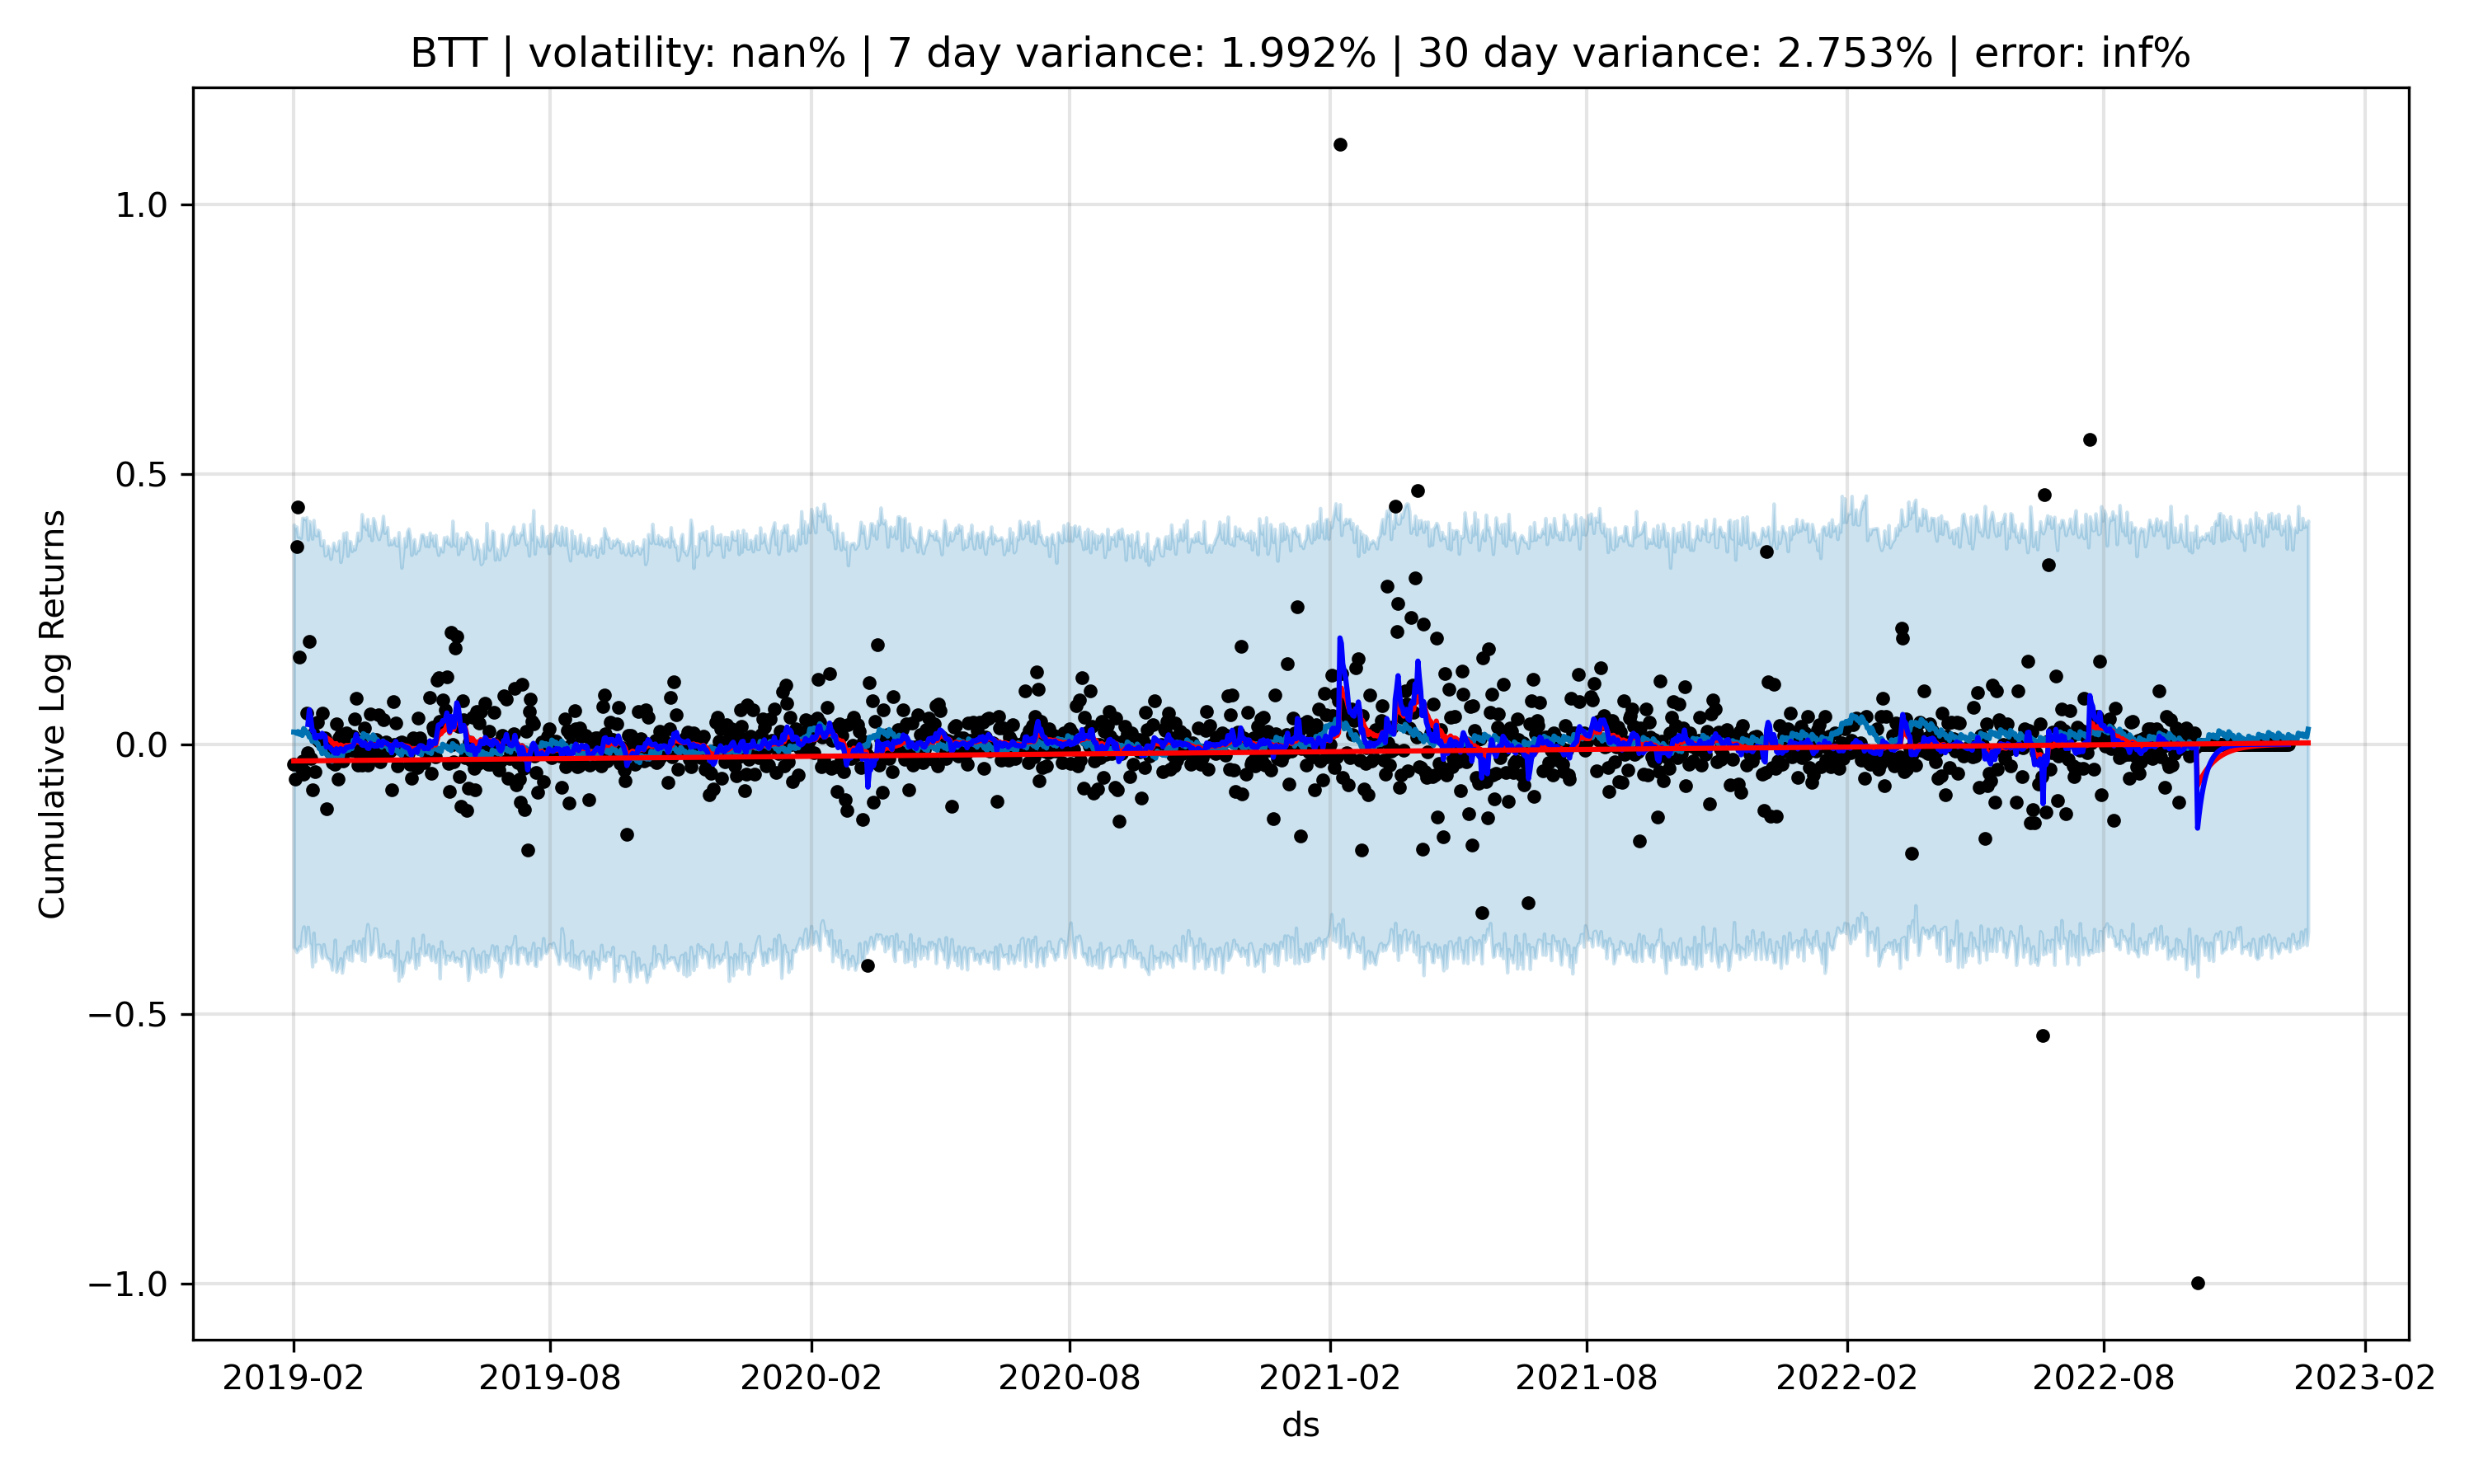 BTT | volatility: nan% | 7 day variance: 1.992% | 30 day variance: 2.753% | error: inf%
Cumulative Log Returns
1.0
0.5
0.0
−0.5
−1.0
2019-02 2019-08 2020-02 2020-08 2021-02 2021-08 2022-02 2022-08 2023-02
ds